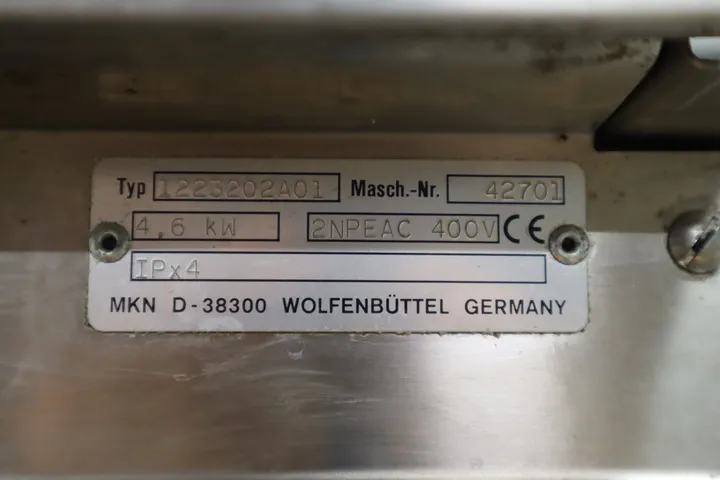 Typ 1223202A01 Masch.-Nr. 42701
4,6 kW 2NPEAC 400V CE
IPx4
MKN D-38300 WOLFENBÜTTEL GERMANY